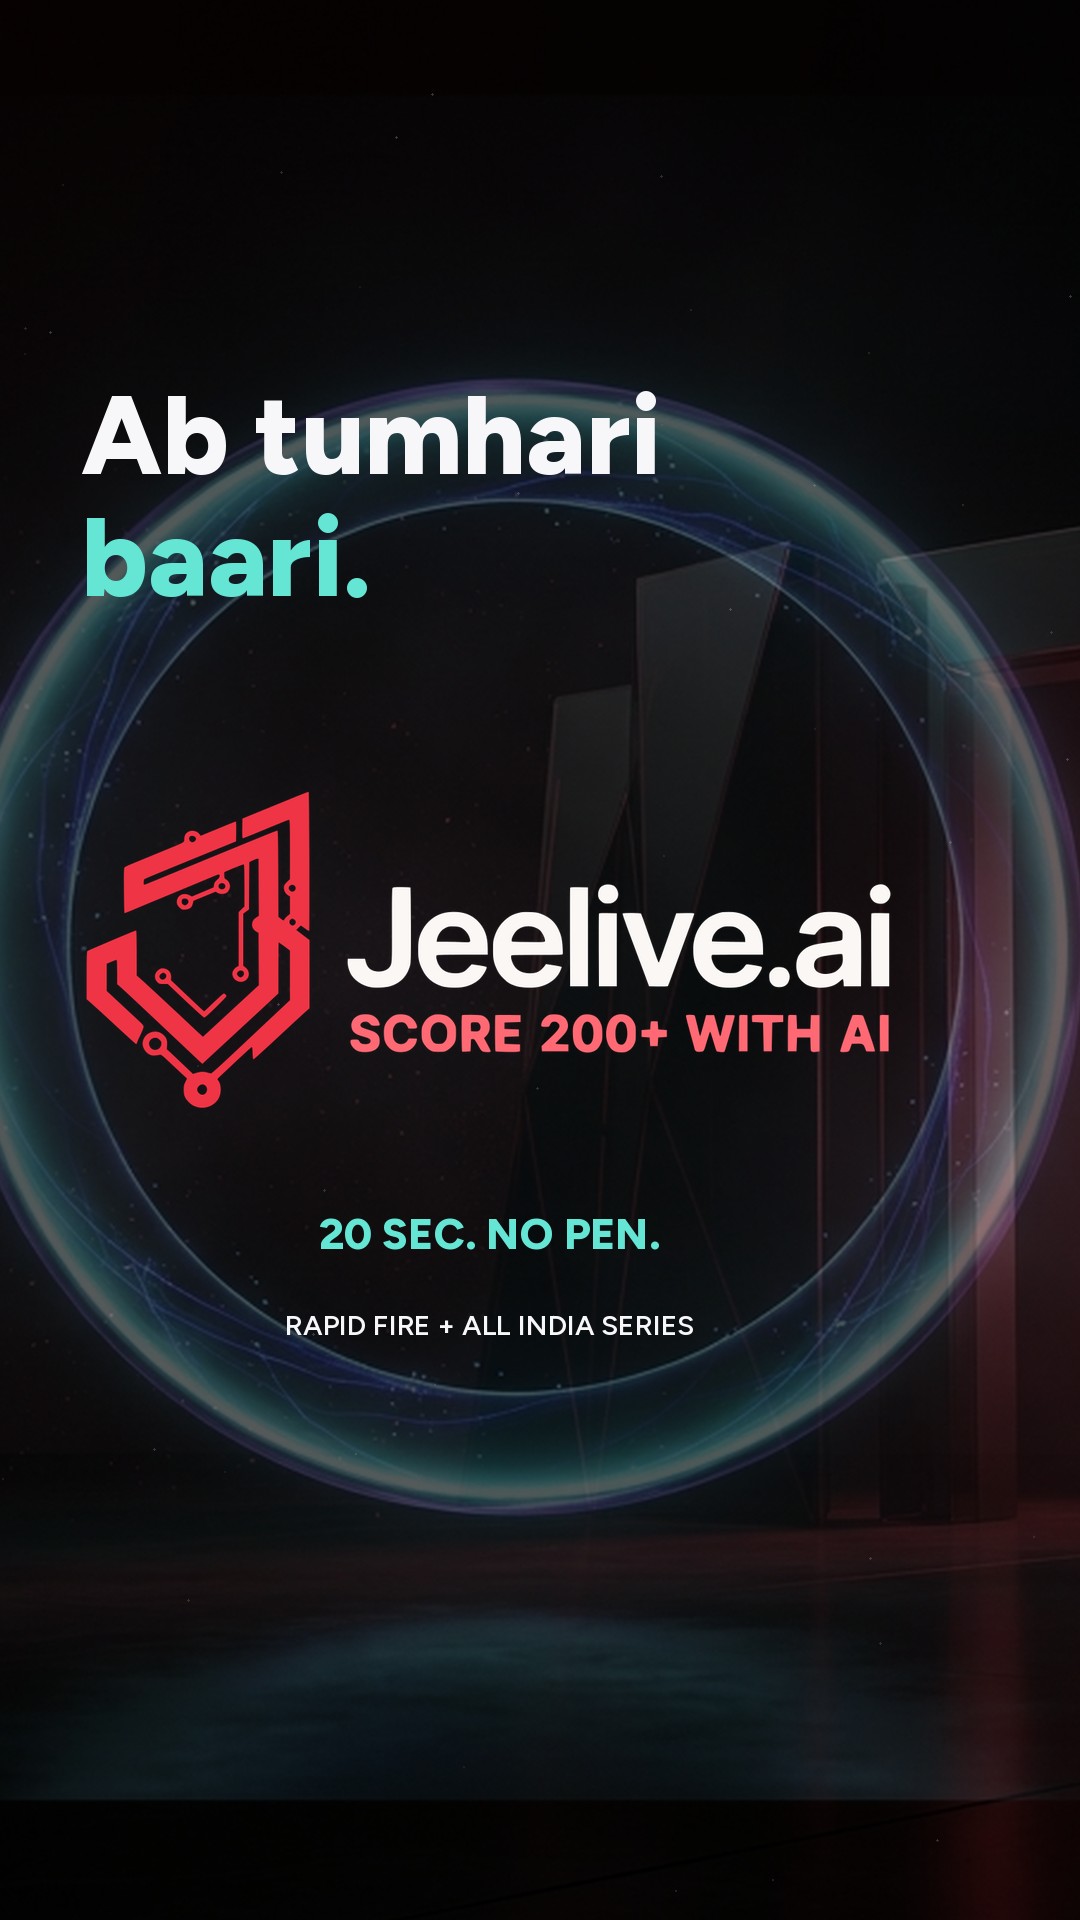 Ab tumhari
baari.
Jeelive.ai
SCORE 200+ WITH AI
20 SEC. NO PEN.
RAPID FIRE + ALL INDIA SERIES